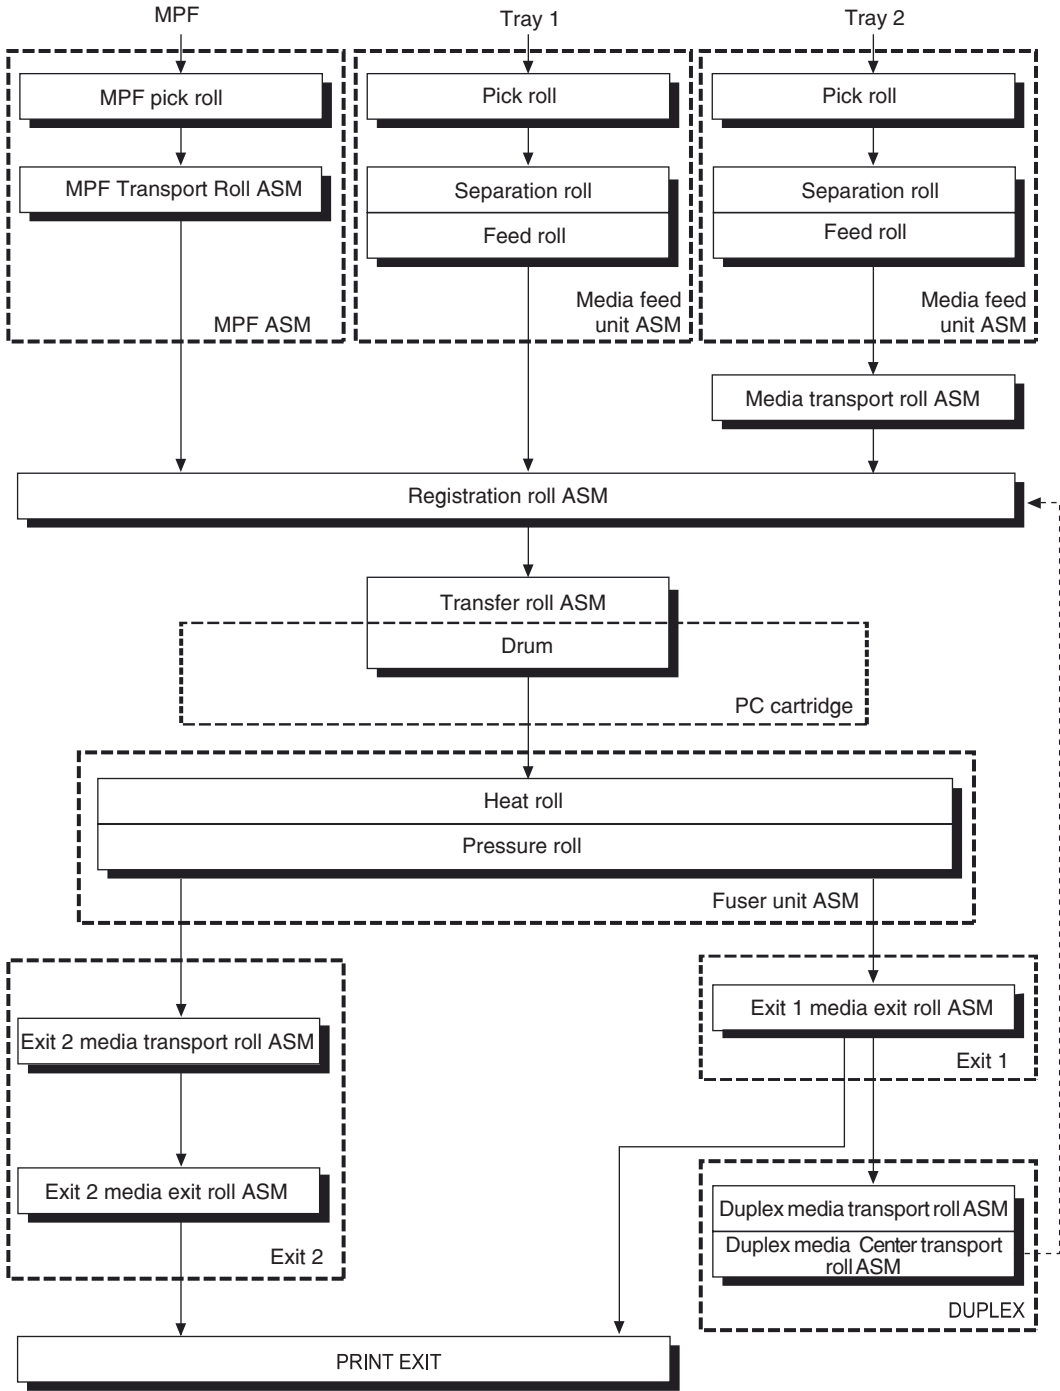 MPF
Tray 1
Tray 2
MPF pick roll
Pick roll
Pick roll
MPF Transport Roll ASM
Separation roll
Separation roll
Feed roll
Feed roll
MPF ASM
Media feed
unit ASM
Media feed
unit ASM
Media transport roll ASM
Registration roll ASM
Transfer roll ASM
Drum
PC cartridge
Heat roll
Pressure roll
Fuser unit ASM
Exit 1 media exit roll ASM
Exit 2 media transport roll ASM
Exit 1
Exit 2 media exit roll ASM
Duplex media transport roll ASM
Duplex media Center transport
roll ASM
Exit 2
DUPLEX
PRINT EXIT